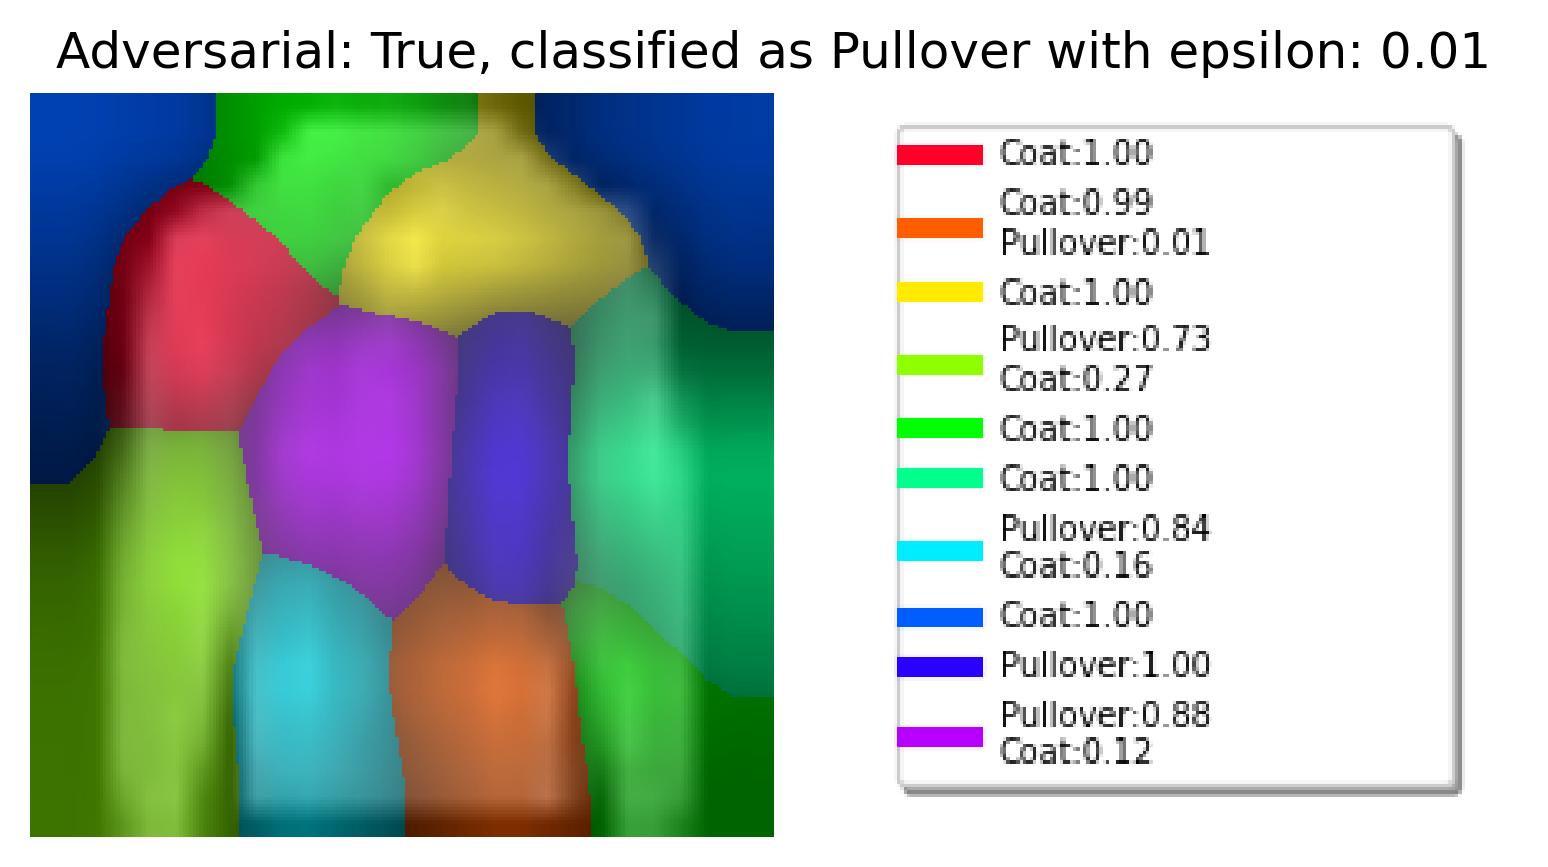 Adversarial: True, classified as Pullover with epsilon: 0.01
Coat:1.00
Coat:0.99
Pullover:0.01
Coat:1.00
Pullover:0.73
Coat:0.27
Coat:1.00
Coat:1.00
Pullover:0.84
Coat:0.16
Coat:1.00
Pullover:1.00
Pullover:0.88
Coat:0.12